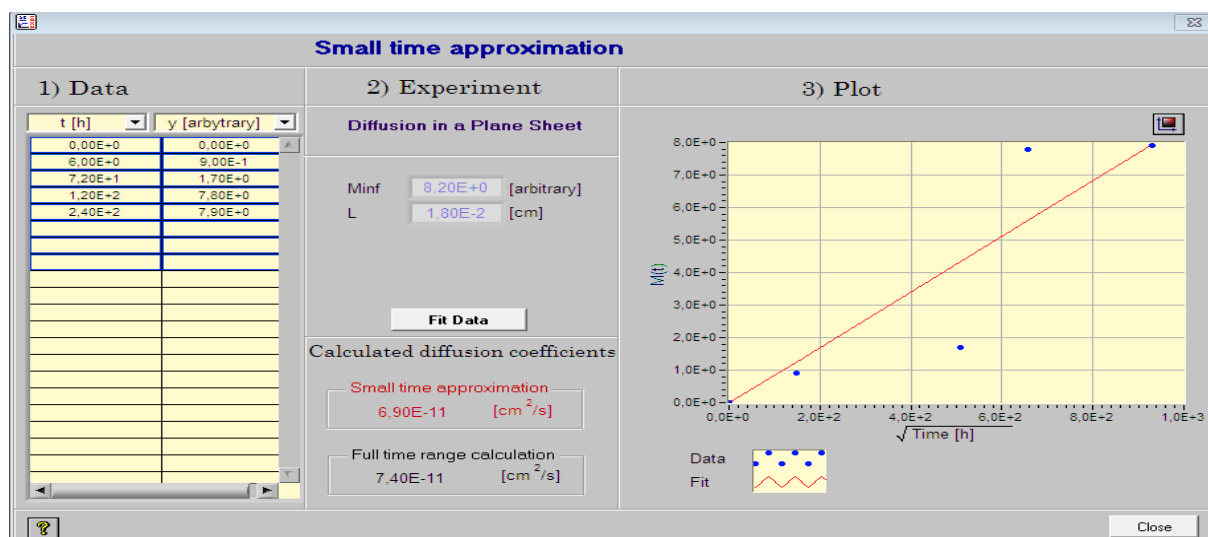 Small time approximation
1) Data
2) Experiment
3) Plot
t [h] y [arbytrary]
0,00E+0 0,00E+0
6,00E+0 9,00E-1
7,20E+1 1,70E+0
1,20E+2 7,80E+0
2,40E+2 7,90E+0
Diffusion in a Plane Sheet
Minf 8,20E+0 [arbitrary]
L 1,80E-2 [cm]
Fit Data
Calculated diffusion coefficients
Small time approximation
6,90E-11 [cm²/s]
Full time range calculation
7,40E-11 [cm²/s]
8,0E+0
7,0E+0
6,0E+0
5,0E+0
4,0E+0
3,0E+0
2,0E+0
1,0E+0
0,0E+0
M(t)
0,0E+0 2,0E+2 4,0E+2 6,0E+2 8,0E+2 1,0E+3
√Time [h]
Data
Fit
?
Close